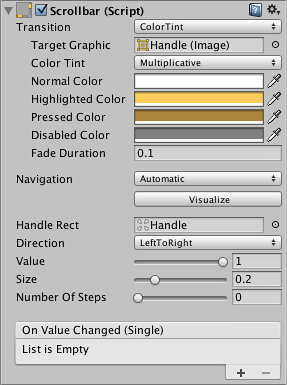 Scrollbar (Script)
Transition ColorTint
Target Graphic Handle (Image)
Color Tint Multiplicative
Normal Color
Highlighted Color
Pressed Color
Disabled Color
Fade Duration 0.1
Navigation Automatic
Visualize
Handle Rect Handle
Direction LeftToRight
Value 1
Size 0.2
Number Of Steps 0
On Value Changed (Single)
List is Empty